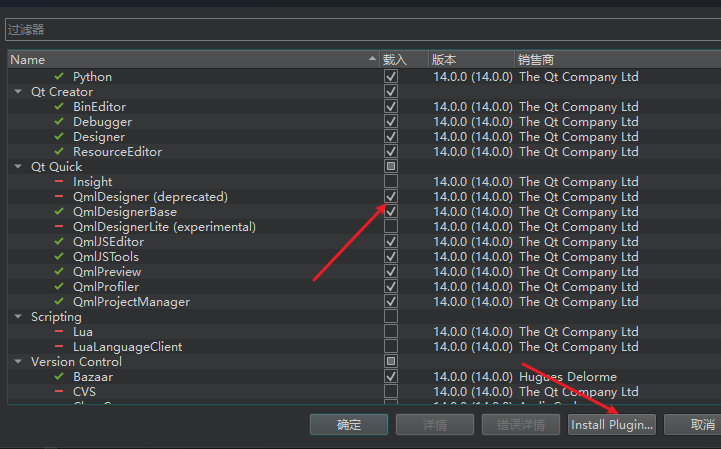 过滤器
Name 載入 版本 销售商
Python 14.0.0 (14.0.0) The Qt Company Ltd
Qt Creator
BinEditor 14.0.0 (14.0.0) The Qt Company Ltd
Debugger 14.0.0 (14.0.0) The Qt Company Ltd
Designer 14.0.0 (14.0.0) The Qt Company Ltd
ResourceEditor 14.0.0 (14.0.0) The Qt Company Ltd
Qt Quick
Insight 14.0.0 (14.0.0) The Qt Company Ltd
QmlDesigner (deprecated) 14.0.0 (14.0.0) The Qt Company Ltd
QmlDesignerBase 14.0.0 (14.0.0) The Qt Company Ltd
QmlDesignerLite (experimental) 14.0.0 (14.0.0) The Qt Company Ltd
QmlJSEditor 14.0.0 (14.0.0) The Qt Company Ltd
QmlJSTools 14.0.0 (14.0.0) The Qt Company Ltd
QmlPreview 14.0.0 (14.0.0) The Qt Company Ltd
QmlProfiler 14.0.0 (14.0.0) The Qt Company Ltd
QmlProjectManager 14.0.0 (14.0.0) The Qt Company Ltd
Scripting
Lua 14.0.0 (14.0.0) The Qt Company Ltd
LuaLanguageClient 14.0.0 (14.0.0) The Qt Company Ltd
Version Control
Bazaar 14.0.0 (14.0.0) Hugues Delorme
CVS 14.0.0 (14.0.0) The Qt Company Ltd
确定 详情 错误详情 Install Plugin... 取消